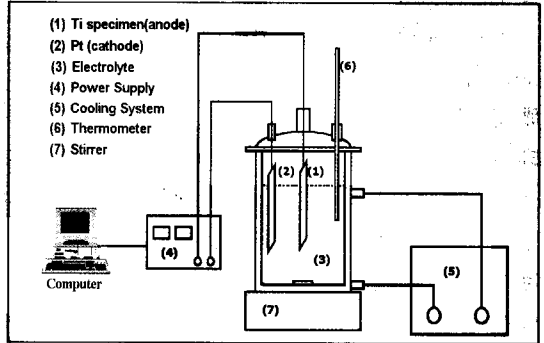 (1) Ti specimen(anode)
(2) Pt (cathode)
(3) Electrolyte
(4) Power Supply
(5) Cooling System
(6) Thermometer
(7) Stirrer
(6)
(2)
(1)
(4)
(3)
(5)
(7)
Computer